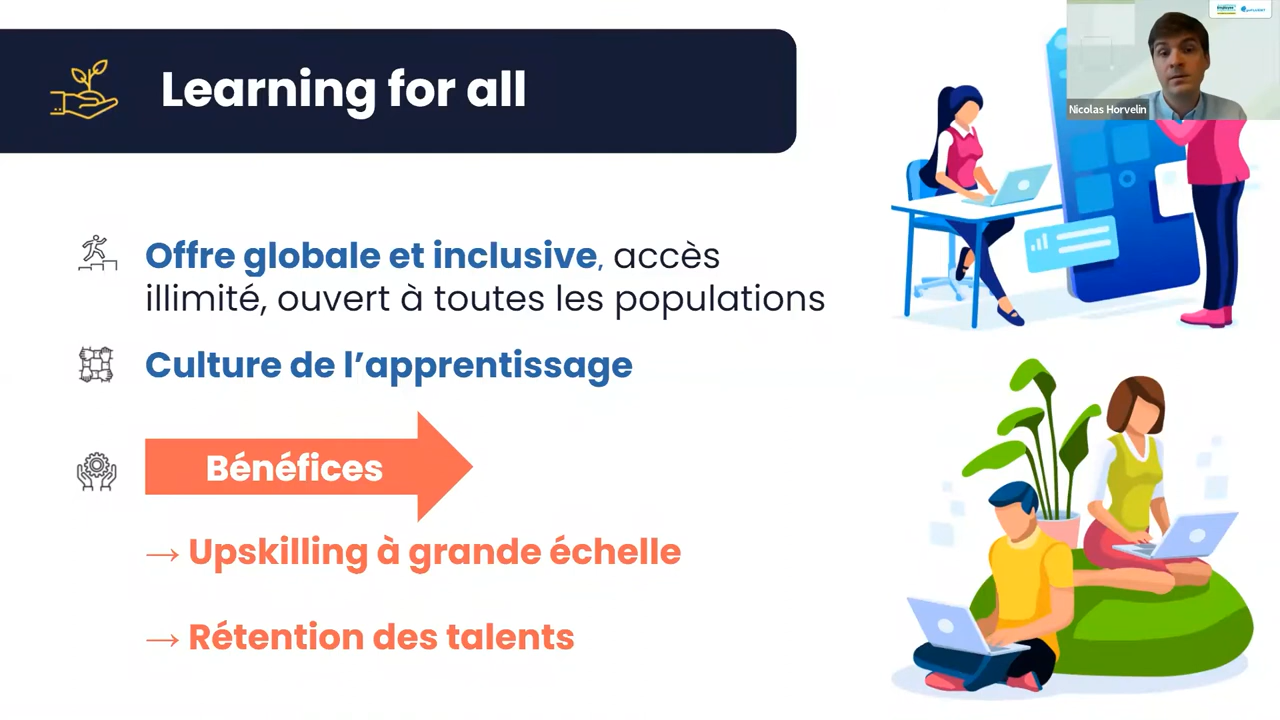 Learning for all
Nicolas Horvelin
Offre globale et inclusive, accès
illimité, ouvert à toutes les populations
Culture de l’apprentissage
Bénéfices
→ Upskilling à grande échelle
→ Rétention des talents